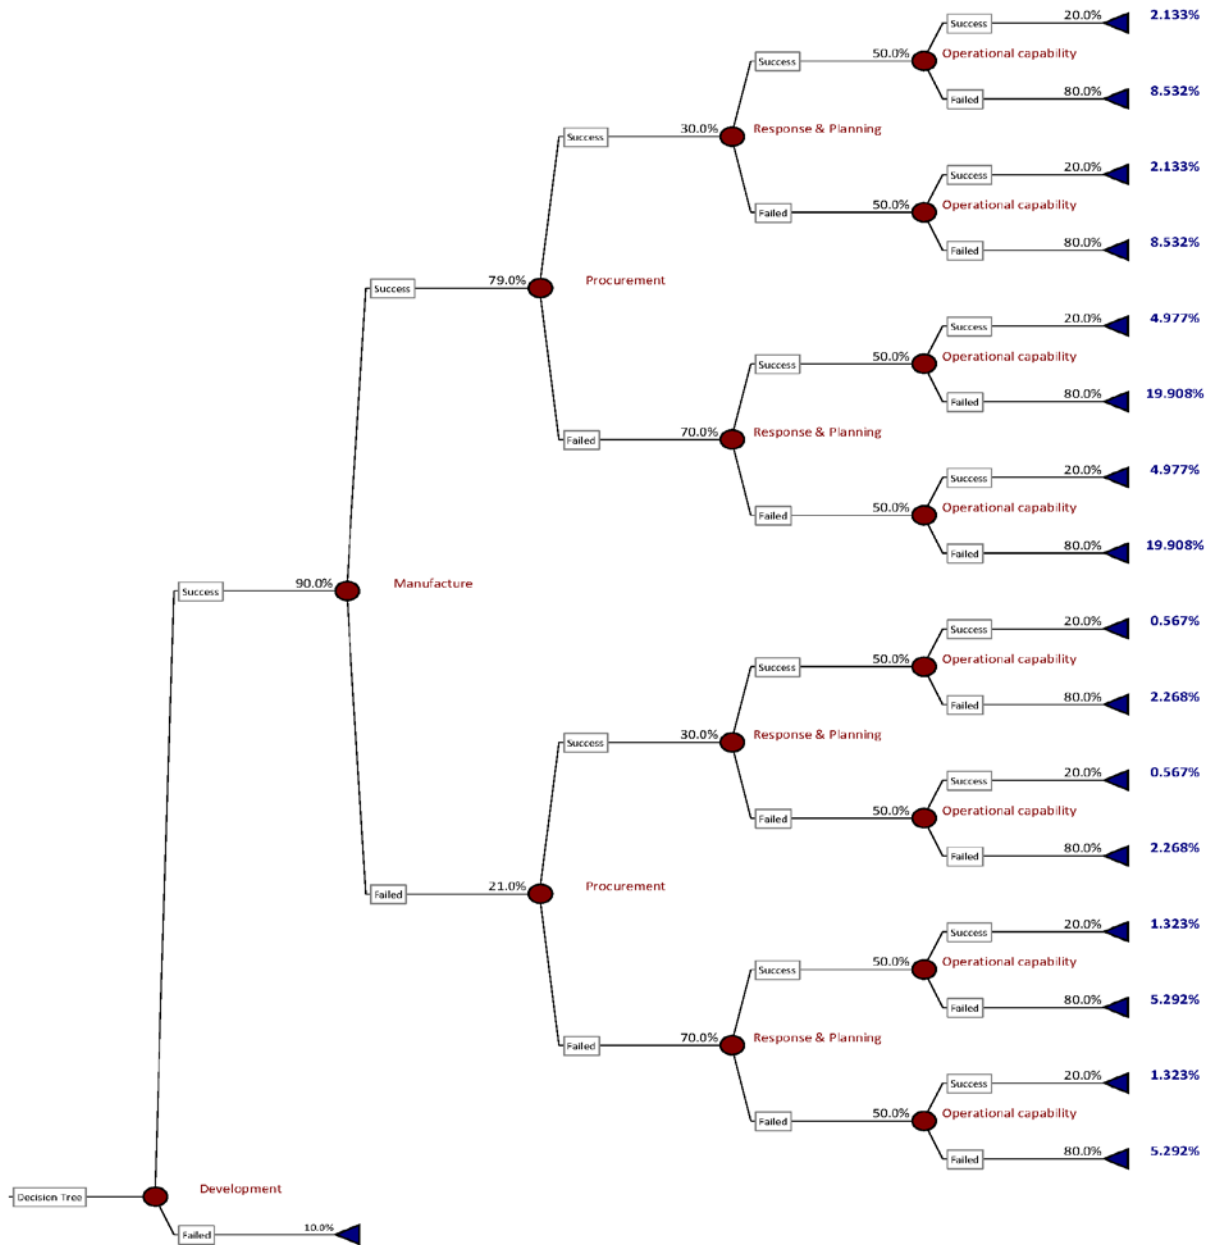 Success 20.0% 2.133%
Success 50.0% Operational capability
Failed 80.0% 8.532%
Success 30.0% Response & Planning
Success 20.0% 2.133%
Failed 50.0% Operational capability
Failed 80.0% 8.532%
Success 79.0% Procurement
Success 20.0% 4.977%
Success 50.0% Operational capability
Failed 80.0% 19.908%
Failed 70.0% Response & Planning
Success 20.0% 4.977%
Failed 50.0% Operational capability
Failed 80.0% 19.908%
Success 90.0% Manufacture
Success 20.0% 0.567%
Success 50.0% Operational capability
Failed 80.0% 2.268%
Success 30.0% Response & Planning
Success 20.0% 0.567%
Failed 50.0% Operational capability
Failed 80.0% 2.268%
Failed 21.0% Procurement
Success 20.0% 1.323%
Success 50.0% Operational capability
Failed 80.0% 5.292%
Failed 70.0% Response & Planning
Success 20.0% 1.323%
Failed 50.0% Operational capability
Failed 80.0% 5.292%
Decision Tree Development
Failed 10.0%